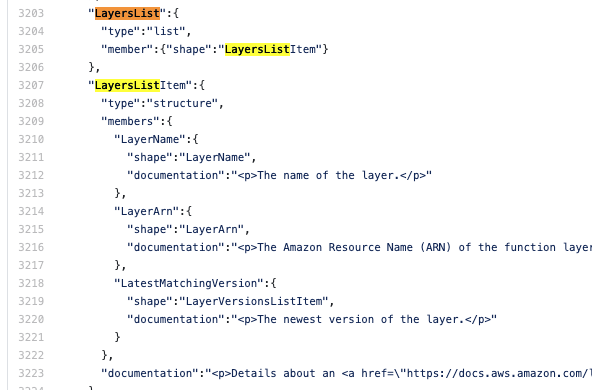 3203 "LayersList":{
3204 "type":"list",
3205 "member":{"shape":"LayersListItem"}
3206 },
3207 "LayersListItem":{
3208 "type":"structure",
3209 "members":{
3210 "LayerName":{
3211 "shape":"LayerName",
3212 "documentation":"<p>The name of the layer.</p>"
3213 },
3214 "LayerArn":{
3215 "shape":"LayerArn",
3216 "documentation":"<p>The Amazon Resource Name (ARN) of the function layer
3217 },
3218 "LatestMatchingVersion":{
3219 "shape":"LayerVersionsListItem",
3220 "documentation":"<p>The newest version of the layer.</p>"
3221 }
3222 },
3223 "documentation":"<p>Details about an <a href=\"https://docs.aws.amazon.com/l